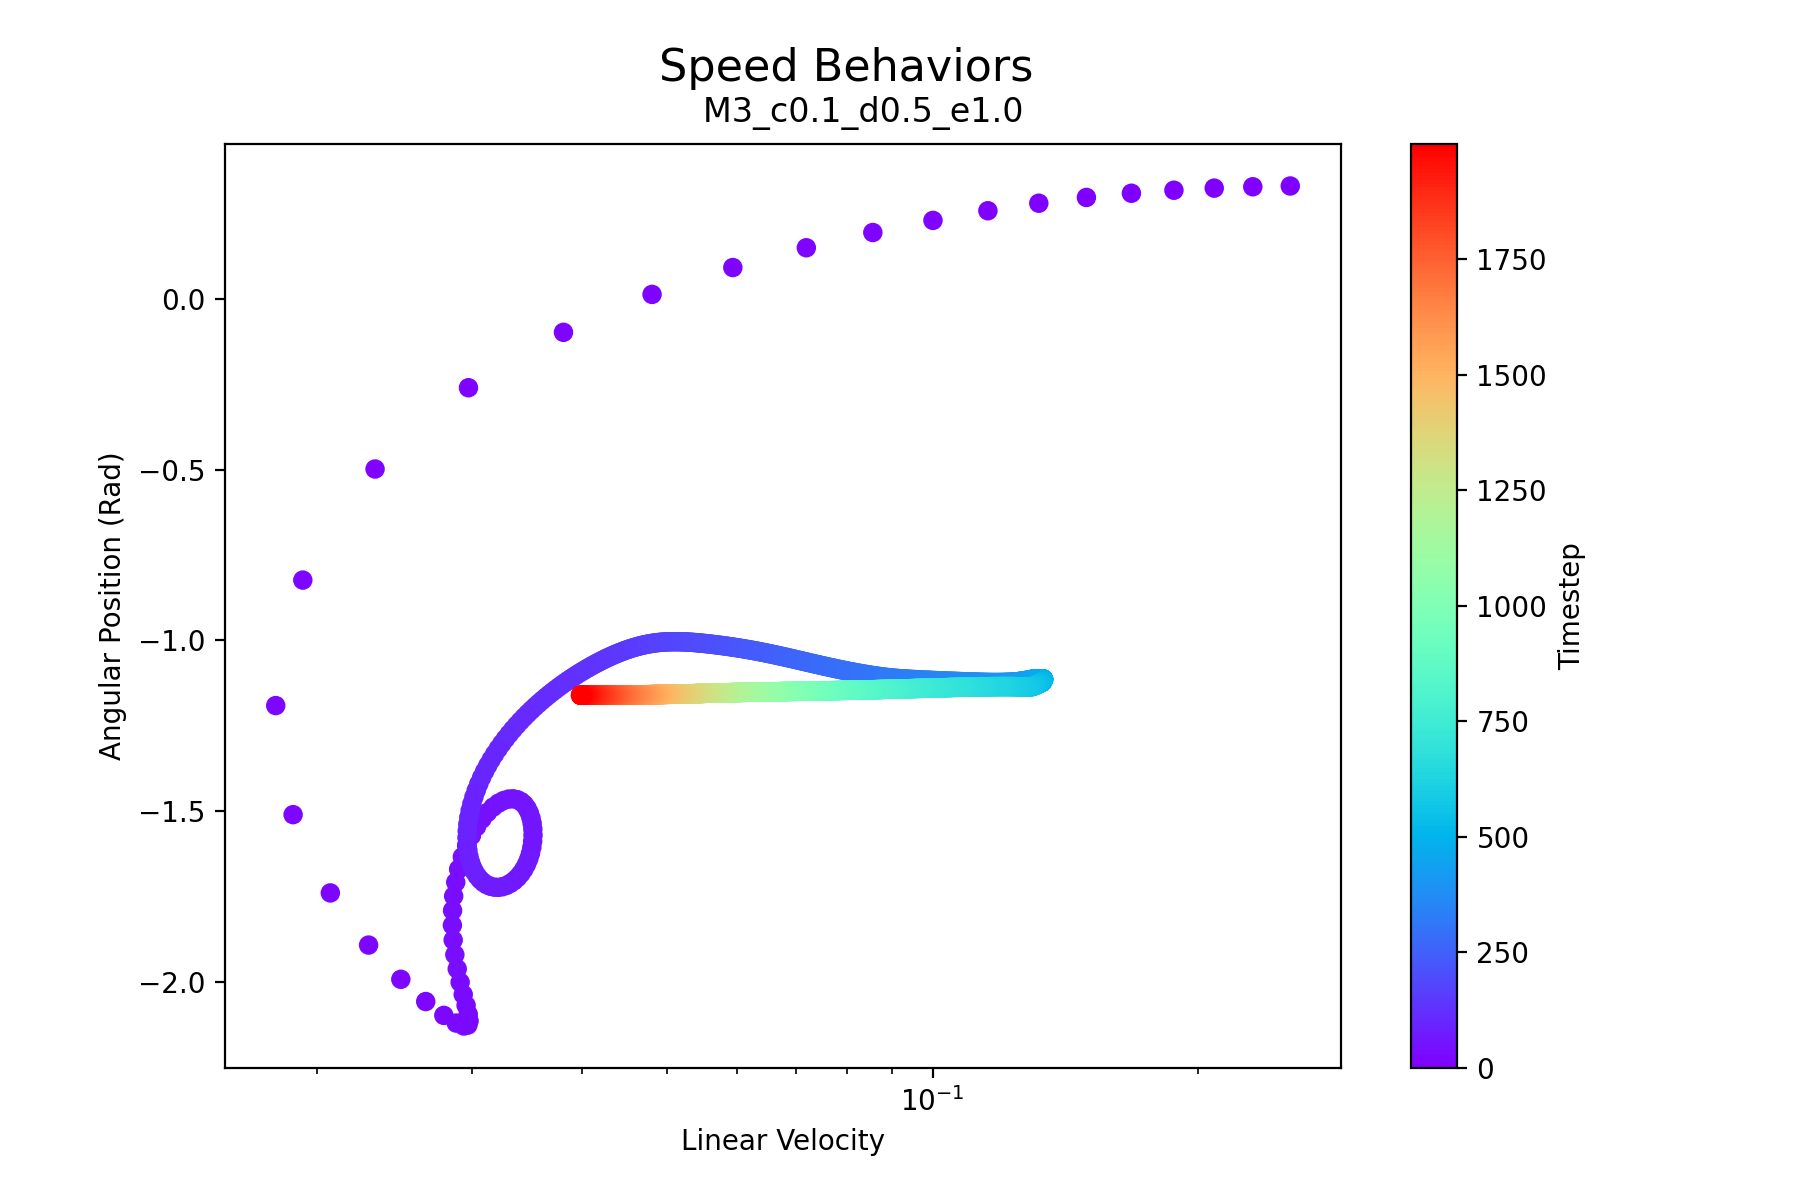 Speed Behaviors
M3_c0.1_d0.5_e1.0
Angular Position (Rad)
0.0
−0.5
−1.0
−1.5
−2.0
10⁻¹
Linear Velocity
1750
1500
1250
1000
750
500
250
0
Timestep